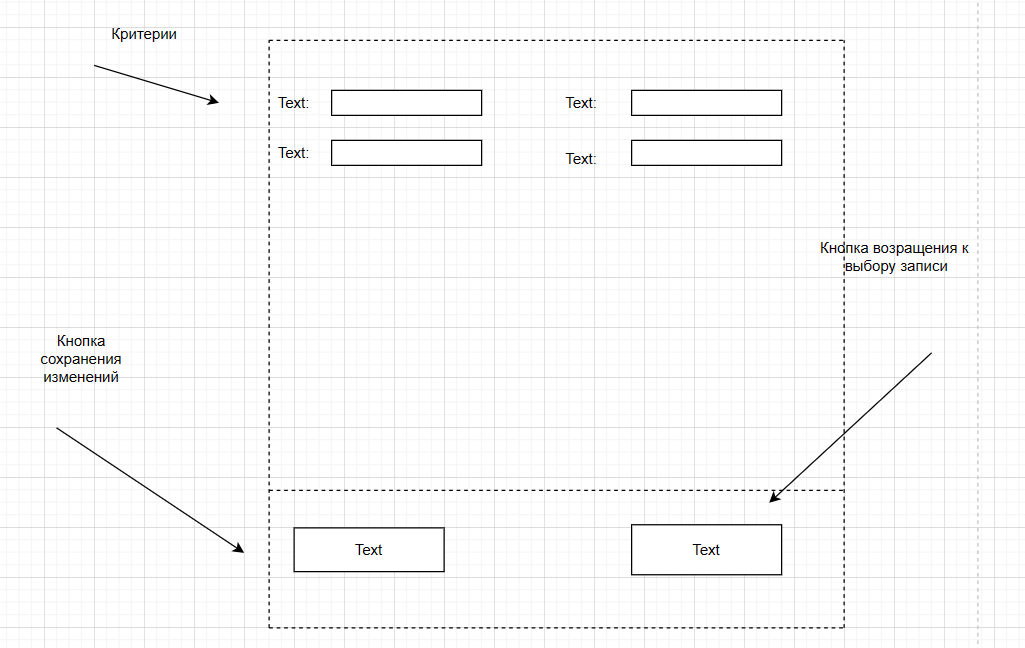 Критерии
Text:
Text:
Text:
Text:
Кнопка возращения к
выбору записи
Кнопка
сохранения
изменений
Text
Text